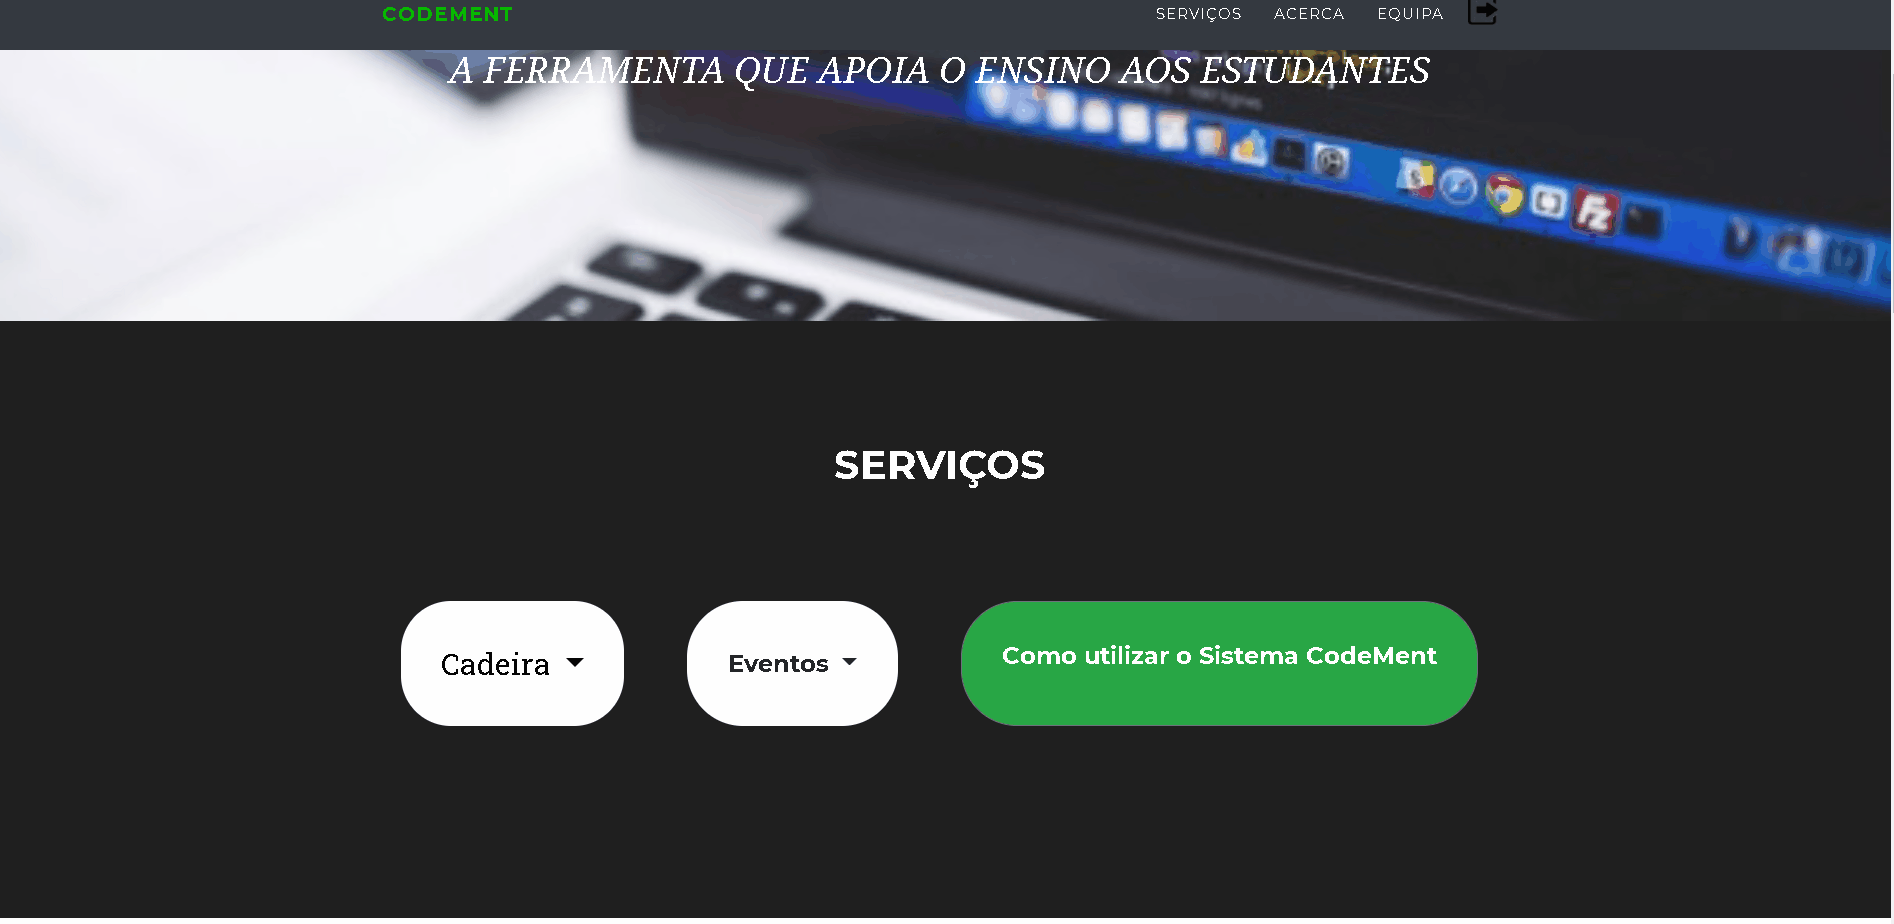 CODEMENT
SERVIÇOS ACERCA EQUIPA
A FERRAMENTA QUE APOIA O ENSINO AOS ESTUDANTES
SERVIÇOS
Cadeira
Eventos
Como utilizar o Sistema CodeMent